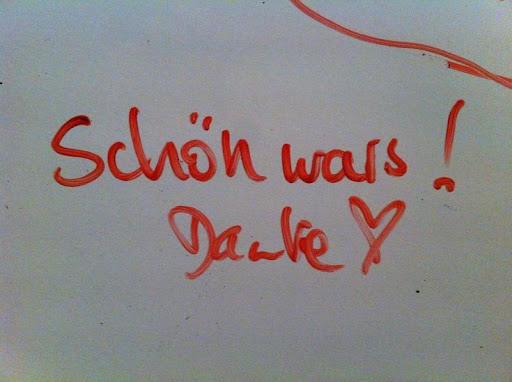 Schön wars!
Danke ♡